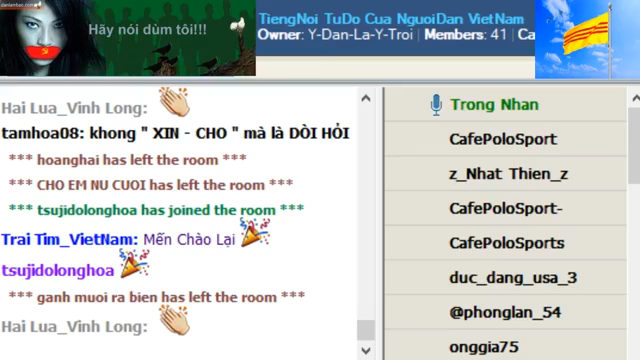 danlambao.com
Hãy nói dùm tôi!!!
TiengNoi TuDo Cua NguoiDan VietNam
Owner: Y-Dan-La-Y-Troi | Members: 41 | Ca
Hai Lua_Vinh Long:
tamhoa08: khong " XIN - CHO " mà là DÒI HỎI
*** hoanghai has left the room ***
*** CHO EM NU CUOI has left the room ***
*** tsujidolonghoa has joined the room ***
Trai Tim_VietNam: Mến Chào Lại
tsujidolonghoa
*** ganh muoi ra bien has left the room ***
Hai Lua_Vinh Long:
Trong Nhan
CafePoloSport
z_Nhat Thien_z
CafePoloSport-
CafePoloSports
duc_dang_usa_3
@phonglan_54
onggia75